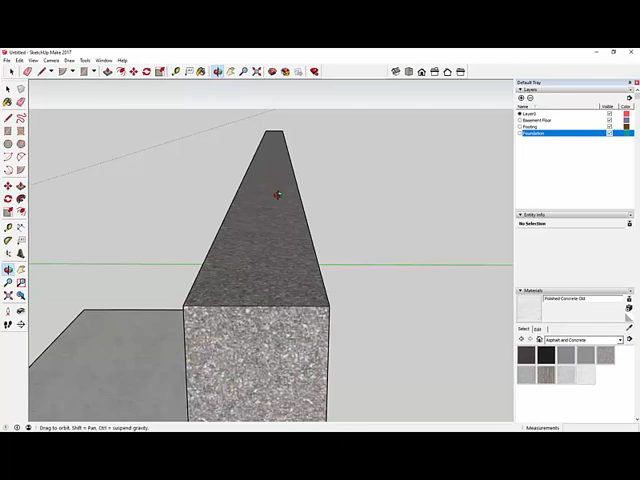 Untitled - SketchUp Make 2017
File Edit View Camera Draw Tools Window Help
Default Tray
Layers
Name Visible Color
Layer0
Basement Floor
Footing
Foundation
Entity Info
No Selection
Materials
Polished Concrete Old
Select Edit
Asphalt and Concrete
Drag to orbit. Shift = Pan, Ctrl = suspend gravity.
Measurements